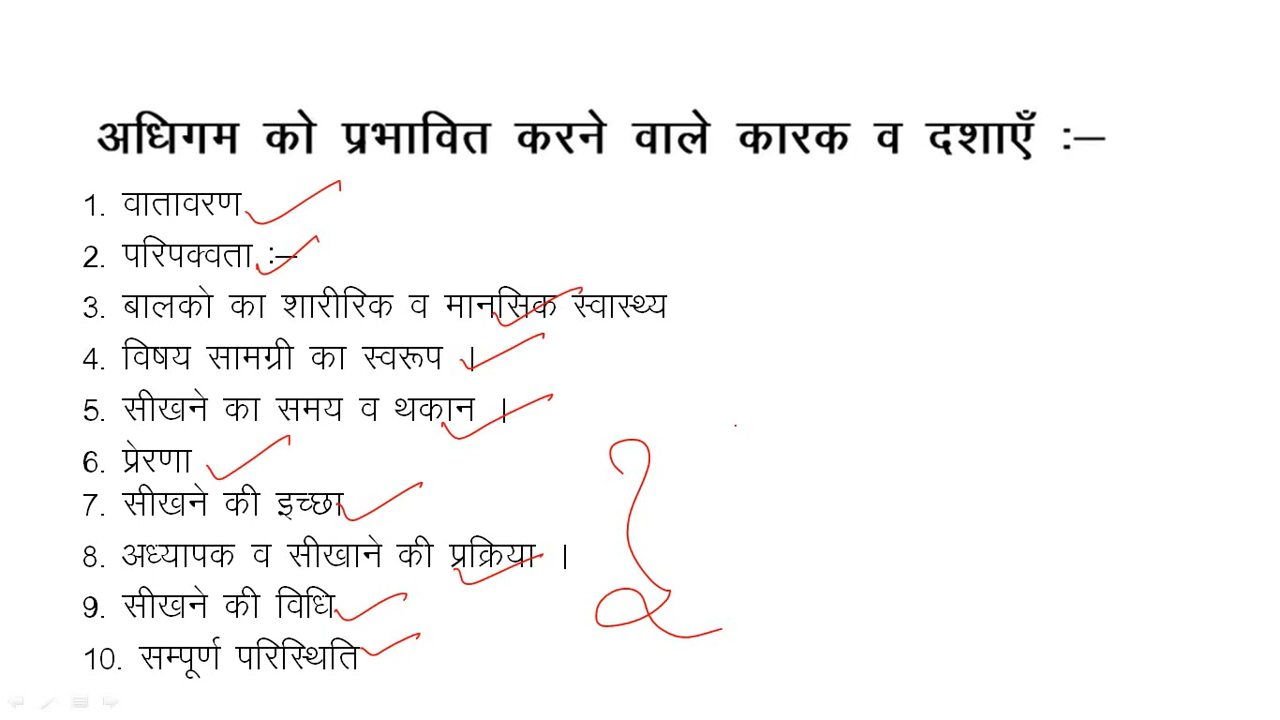 अधिगम को प्रभावित करने वाले कारक व दशाएँ :–
1. वातावरण
2. परिपक्वता :–
3. बालको का शारीरिक व मानसिक स्वास्थ्य
4. विषय सामग्री का स्वरूप ।
5. सीखने का समय व थकान ।
6. प्रेरणा
7. सीखने की इच्छा
8. अध्यापक व सीखाने की प्रक्रिया ।
9. सीखने की विधि
10. सम्पूर्ण परिस्थिति